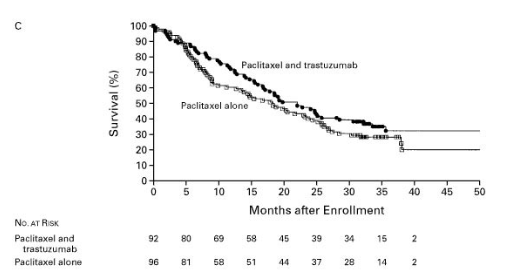 C
100
90
80
70
60
50
40
30
20
10
0
Survival (%)
Paclitaxel and trastuzumab
Paclitaxel alone
0 5 10 15 20 25 30 35 40 45 50
Months after Enrollment
NO. AT RISK
Paclitaxel and 92 80 69 58 45 39 34 15 2
trastuzumab
Paclitaxel alone 96 81 58 51 44 37 28 14 2